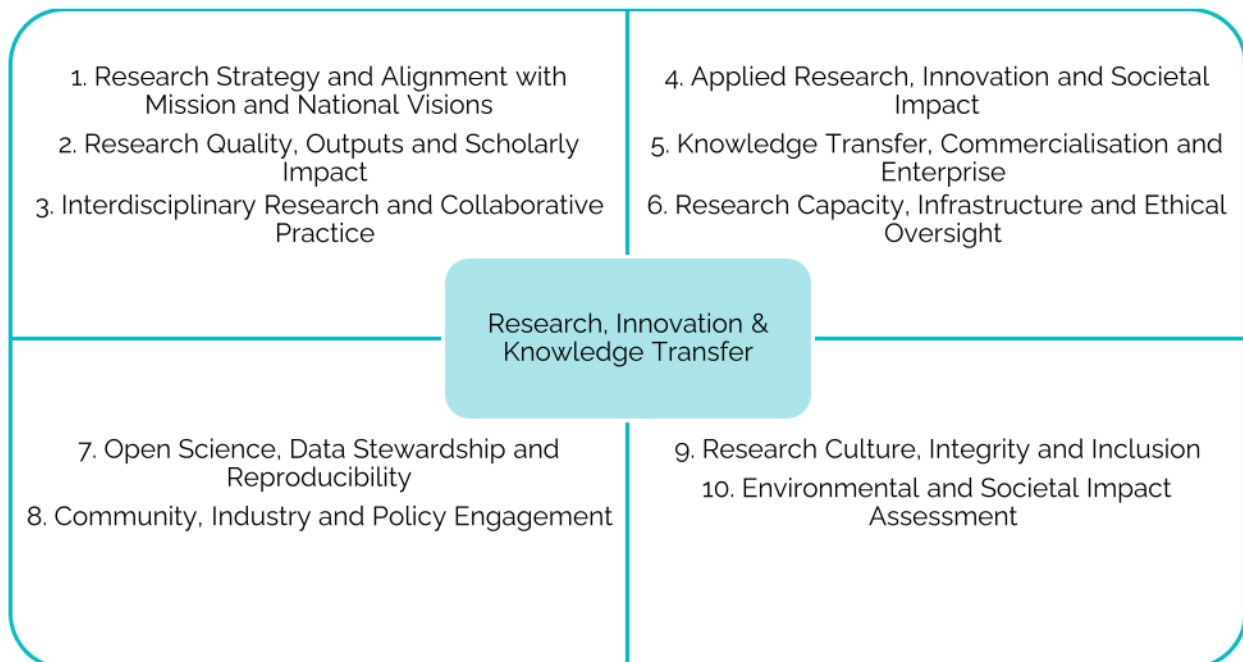 1. Research Strategy and Alignment with
Mission and National Visions
2. Research Quality, Outputs and Scholarly
Impact
3. Interdisciplinary Research and Collaborative
Practice
4. Applied Research, Innovation and Societal
Impact
5. Knowledge Transfer, Commercialisation and
Enterprise
6. Research Capacity, Infrastructure and Ethical
Oversight
Research, Innovation &
Knowledge Transfer
7. Open Science, Data Stewardship and
Reproducibility
8. Community, Industry and Policy Engagement
9. Research Culture, Integrity and Inclusion
10. Environmental and Societal Impact
Assessment